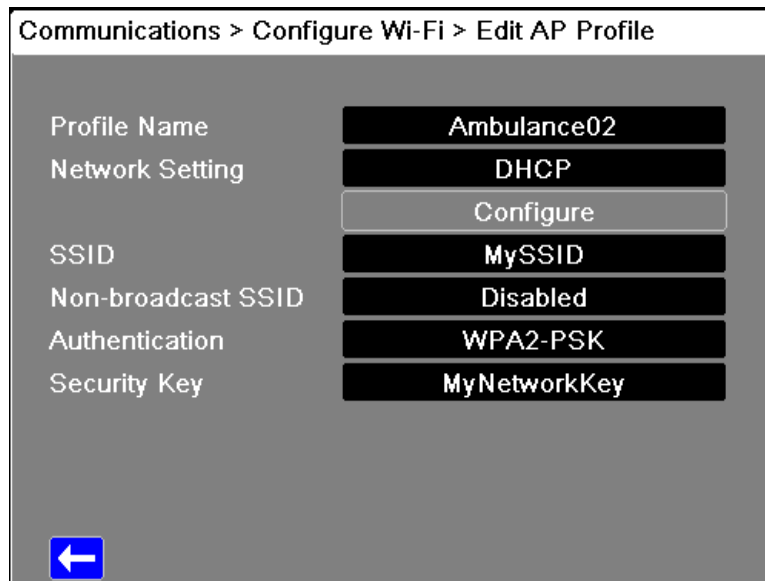 Communications > Configure Wi-Fi > Edit AP Profile
Profile Name Ambulance02
Network Setting DHCP
Configure
SSID MySSID
Non-broadcast SSID Disabled
Authentication WPA2-PSK
Security Key MyNetworkKey